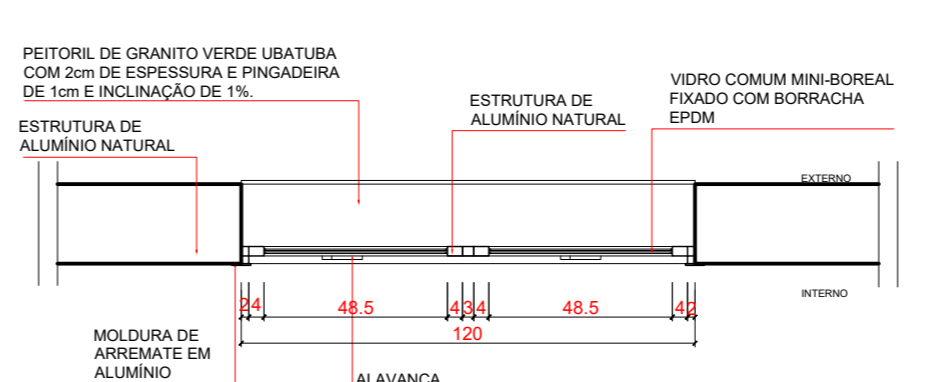 PEITORIL DE GRANITO VERDE UBATUBA
COM 2cm DE ESPESSURA E PINGADEIRA
DE 1cm E INCLINAÇÃO DE 1%.
ESTRUTURA DE
ALUMÍNIO NATURAL
ESTRUTURA DE
ALUMÍNIO NATURAL
VIDRO COMUM MINI-BOREAL
FIXADO COM BORRACHA
EPDM
EXTERNO
INTERNO
2 4 48.5 4 3 4 48.5 4 2
120
MOLDURA DE
ARREMATE EM
ALUMÍNIO
ALAVANCA